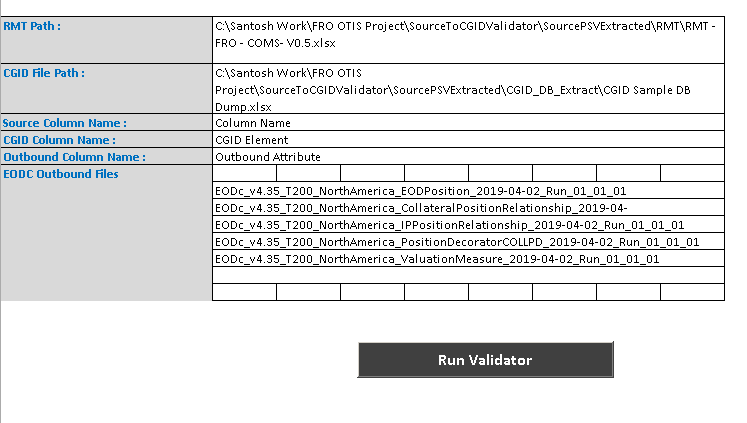 RMT Path :
C:\Santosh Work\FRO OTIS Project\SourceToCGIDValidator\SourcePSVExtracted\RMT\RMT -
FRO - COMS- V0.5.xlsx
CGID File Path :
C:\Santosh Work\FRO OTIS
Project\SourceToCGIDValidator\SourcePSVExtracted\CGID_DB_Extract\CGID Sample DB
Dump.xlsx
Source Column Name :
Column Name
CGID Column Name :
CGID Element
Outbound Column Name :
Outbound Attribute
EODC Outbound Files
EODc_v4.35_T200_NorthAmerica_EODPosition_2019-04-02_Run_01_01_01
EODc_v4.35_T200_NorthAmerica_CollateralPositionRelationship_2019-04-
EODc_v4.35_T200_NorthAmerica_IPPositionRelationship_2019-04-02_Run_01_01_01
EODc_v4.35_T200_NorthAmerica_PositionDecoratorCOLLPD_2019-04-02_Run_01_01_01
EODc_v4.35_T200_NorthAmerica_ValuationMeasure_2019-04-02_Run_01_01_01
Run Validator